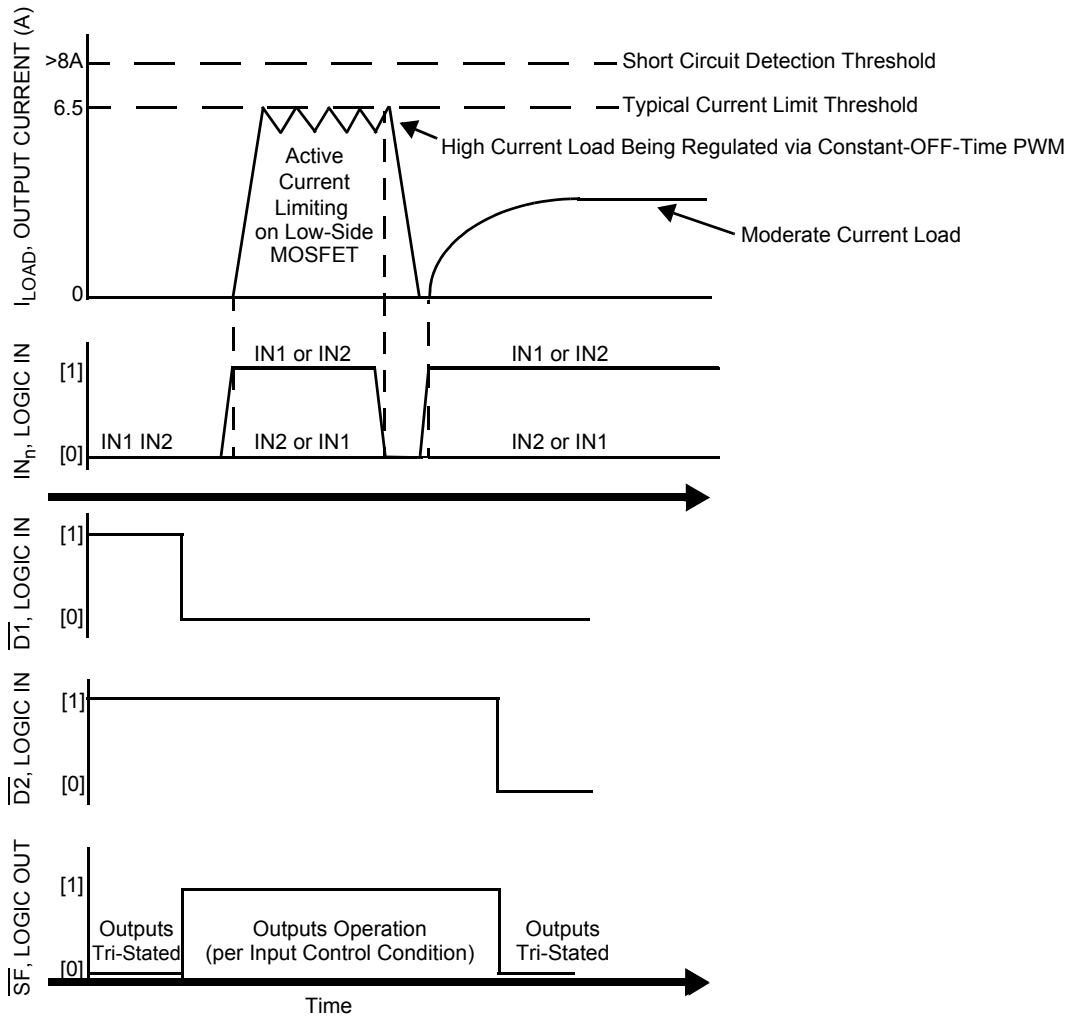 I_LOAD, OUTPUT CURRENT (A)
>8A
6.5
0
Short Circuit Detection Threshold
Typical Current Limit Threshold
High Current Load Being Regulated via Constant-OFF-Time PWM
Active
Current
Limiting
on Low-Side
MOSFET
Moderate Current Load
IN_n, LOGIC IN
[1]
[0]
IN1 IN2
IN1 or IN2
IN2 or IN1
IN1 or IN2
IN2 or IN1
D1, LOGIC IN
[1]
[0]
D2, LOGIC IN
[1]
[0]
SF, LOGIC OUT
[1]
[0]
Outputs
Tri-Stated
Outputs Operation
(per Input Control Condition)
Outputs
Tri-Stated
Time